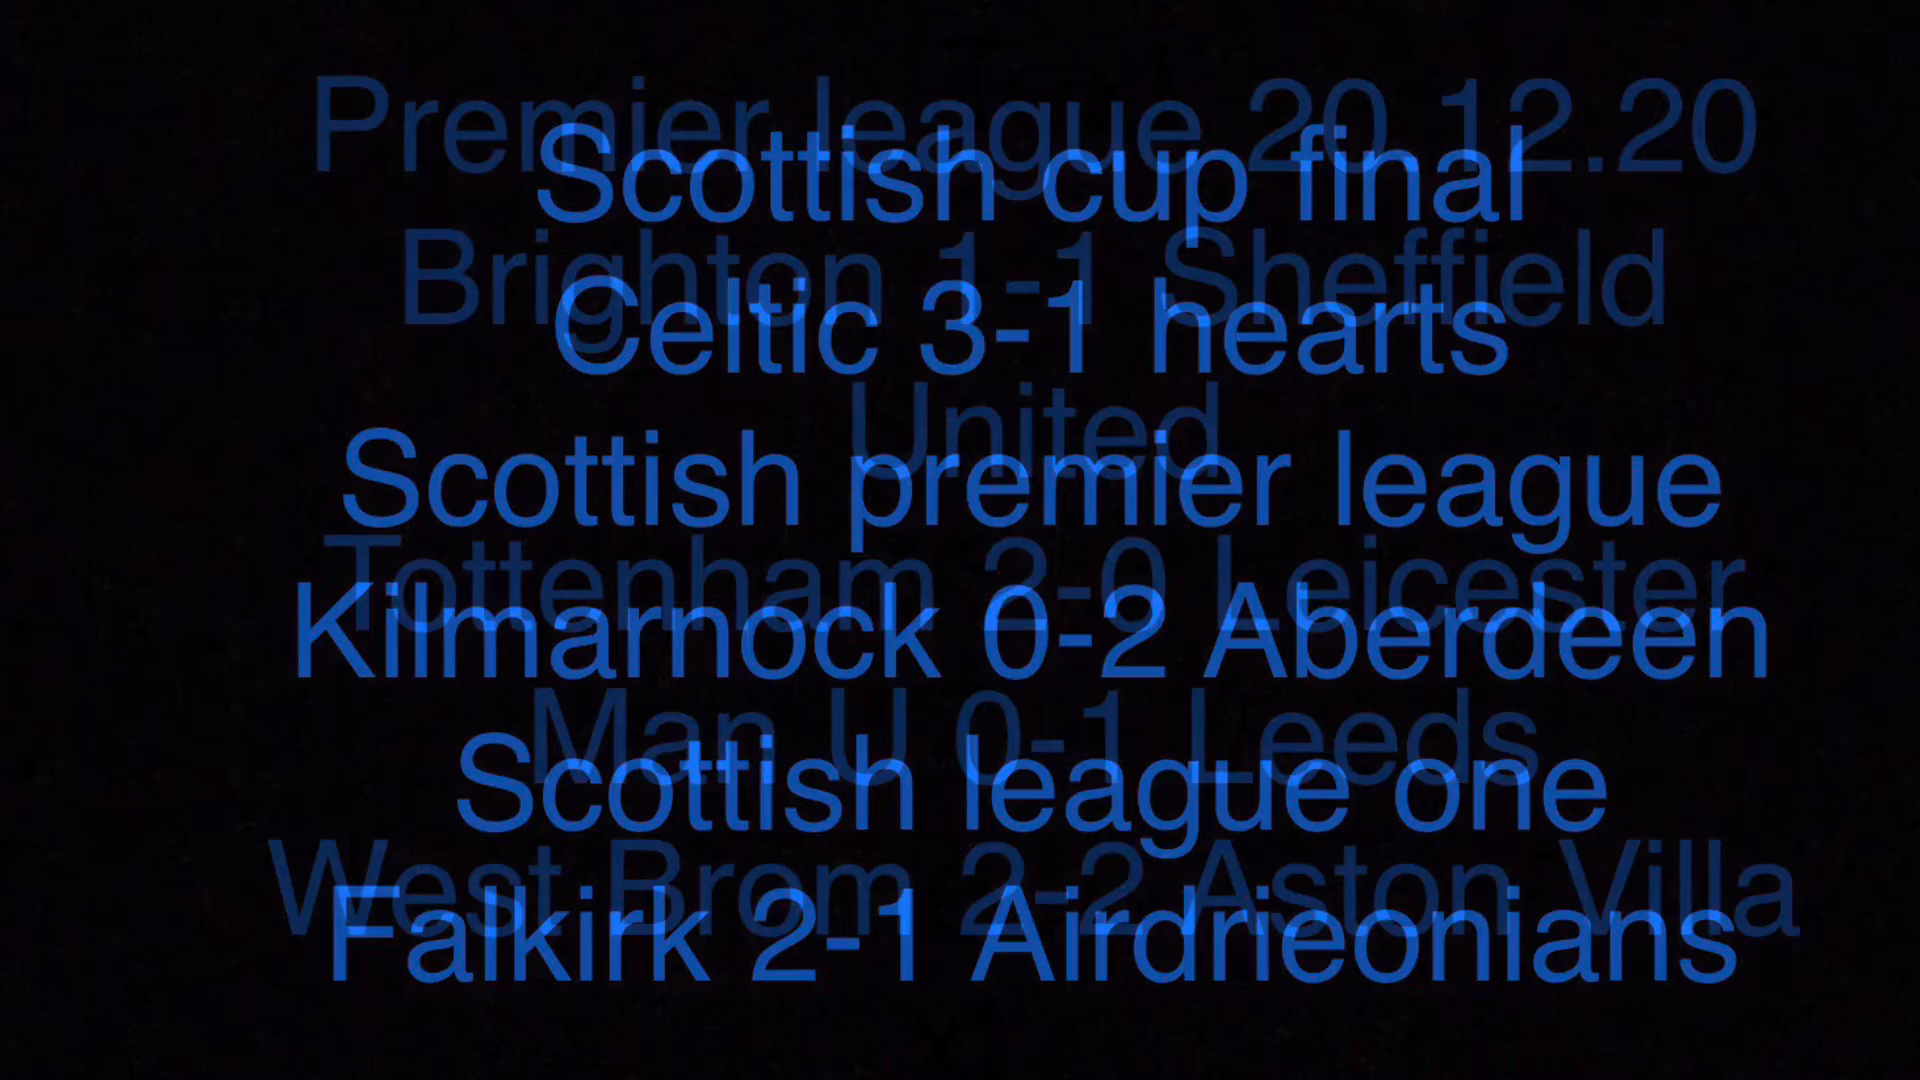 Premier league 20.12.20
Scottish cup final
Brighton 1-1 Sheffield
Celtic 3-1 hearts
United
Scottish premier league
Tottenham 2-0 Leicester
Kilmarnock 0-2 Aberdeen
Man U 0-1 Leeds
Scottish league one
West Brom 2-2 Aston Villa
Falkirk 2-1 Airdrieonians